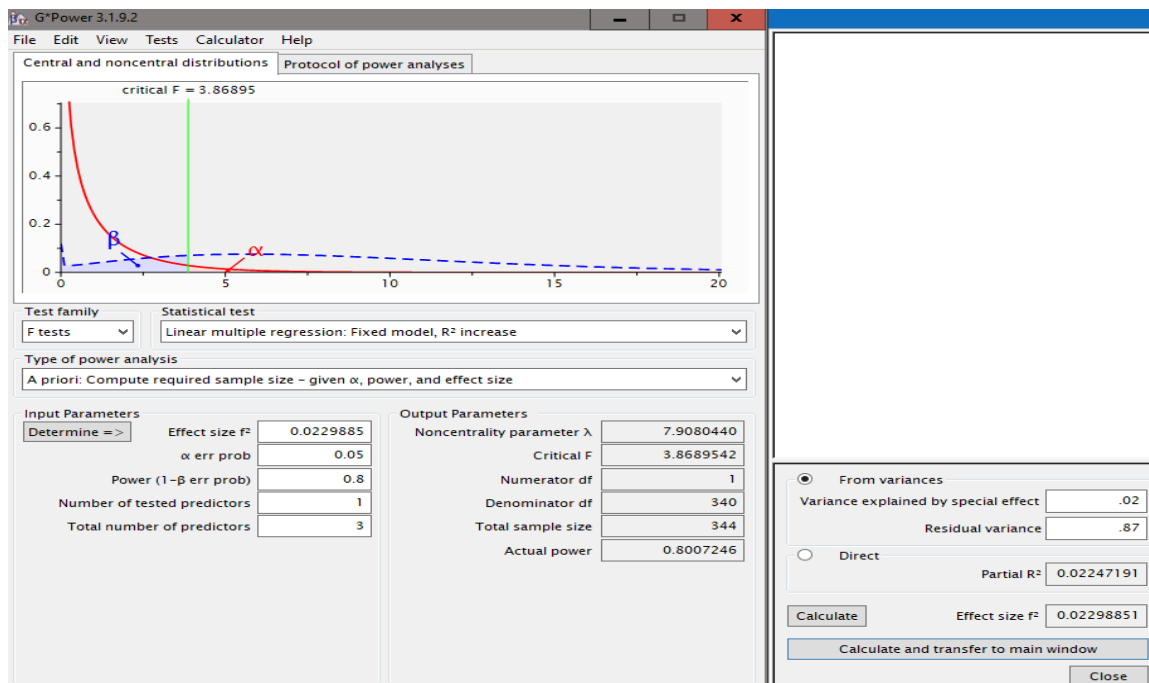 G*Power 3.1.9.2
File Edit View Tests Calculator Help
Central and noncentral distributions Protocol of power analyses
critical F = 3.86895
0.6
0.4
0.2
0
β
α
0 5 10 15 20
Test family Statistical test
F tests Linear multiple regression: Fixed model, R² increase
Type of power analysis
A priori: Compute required sample size – given α, power, and effect size
Input Parameters
Determine => Effect size f² 0.0229885
α err prob 0.05
Power (1-β err prob) 0.8
Number of tested predictors 1
Total number of predictors 3
Output Parameters
Noncentrality parameter λ 7.9080440
Critical F 3.8689542
Numerator df 1
Denominator df 340
Total sample size 344
Actual power 0.8007246
From variances
Variance explained by special effect .02
Residual variance .87
Direct
Partial R² 0.02247191
Calculate Effect size f² 0.02298851
Calculate and transfer to main window
Close